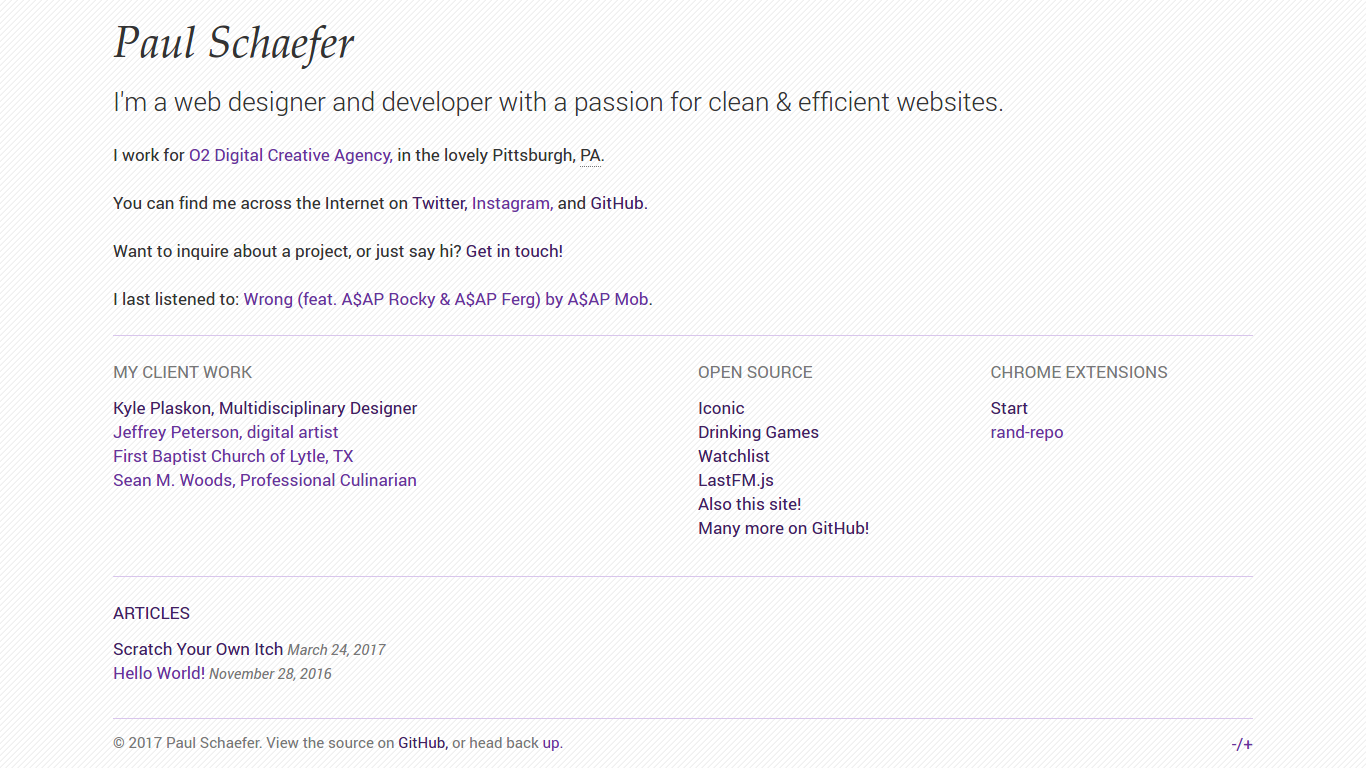 Paul Schaefer
I'm a web designer and developer with a passion for clean & efficient websites.
I work for O2 Digital Creative Agency, in the lovely Pittsburgh, PA.
You can find me across the Internet on Twitter, Instagram, and GitHub.
Want to inquire about a project, or just say hi? Get in touch!
I last listened to: Wrong (feat. A$AP Rocky & A$AP Ferg) by A$AP Mob.
MY CLIENT WORK
Kyle Plaskon, Multidisciplinary Designer
Jeffrey Peterson, digital artist
First Baptist Church of Lytle, TX
Sean M. Woods, Professional Culinarian
OPEN SOURCE
Iconic
Drinking Games
Watchlist
LastFM.js
Also this site!
Many more on GitHub!
CHROME EXTENSIONS
Start
rand-repo
ARTICLES
Scratch Your Own Itch March 24, 2017
Hello World! November 28, 2016
© 2017 Paul Schaefer. View the source on GitHub, or head back up.
-/+